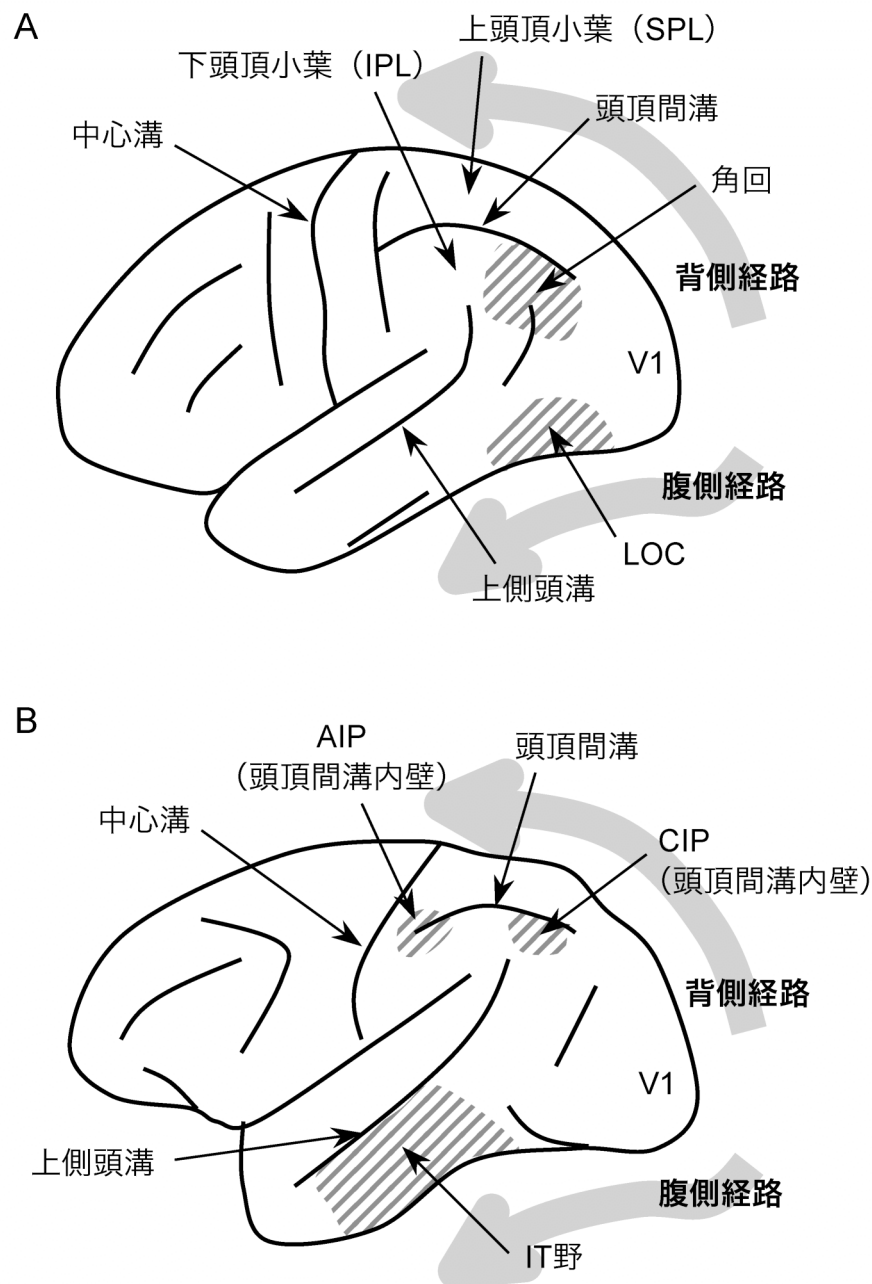 A
上頭頂小葉（SPL）
下頭頂小葉（IPL）
頭頂間溝
中心溝
角回
背側経路
V1
腹側経路
LOC
上側頭溝
B
AIP
（頭頂間溝内壁）
頭頂間溝
中心溝
CIP
（頭頂間溝内壁）
背側経路
V1
上側頭溝
腹側経路
IT野